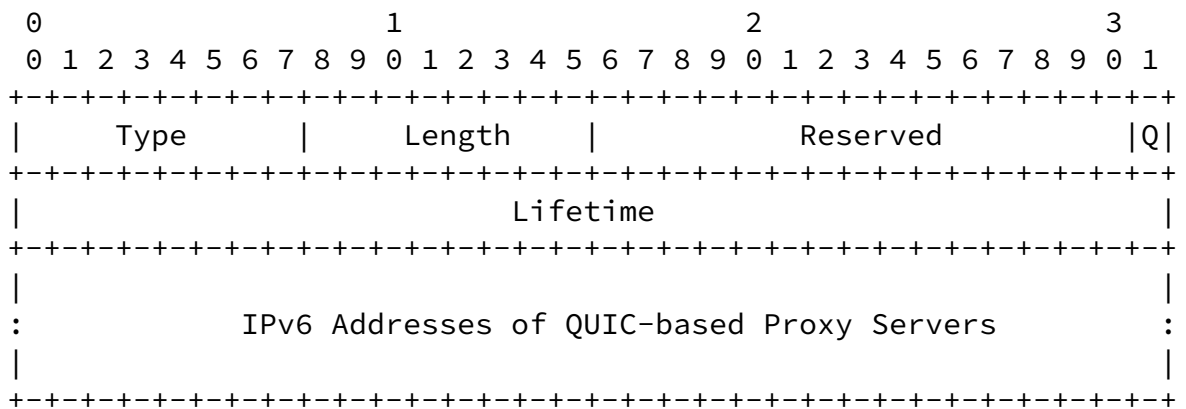 0                   1                   2                   3
 0 1 2 3 4 5 6 7 8 9 0 1 2 3 4 5 6 7 8 9 0 1 2 3 4 5 6 7 8 9 0 1
+-+-+-+-+-+-+-+-+-+-+-+-+-+-+-+-+-+-+-+-+-+-+-+-+-+-+-+-+-+-+-+-+
|     Type      |     Length    |           Reserved          |Q|
+-+-+-+-+-+-+-+-+-+-+-+-+-+-+-+-+-+-+-+-+-+-+-+-+-+-+-+-+-+-+-+-+
|                           Lifetime                            |
+-+-+-+-+-+-+-+-+-+-+-+-+-+-+-+-+-+-+-+-+-+-+-+-+-+-+-+-+-+-+-+-+
|                                                               |
:            IPv6 Addresses of QUIC-based Proxy Servers         :
|                                                               |
+-+-+-+-+-+-+-+-+-+-+-+-+-+-+-+-+-+-+-+-+-+-+-+-+-+-+-+-+-+-+-+-+